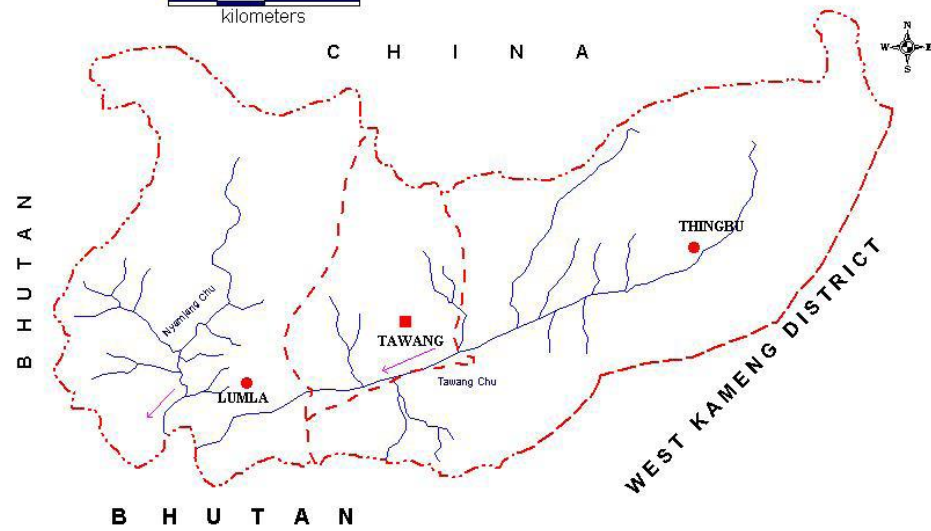 kilometers
C H I N A
N
W E
S
BHUTAN
THINGBU
Nyamjang Chu
TAWANG
Tawang Chu
LUMLA
WEST KAMENG DISTRICT
B H U T A N